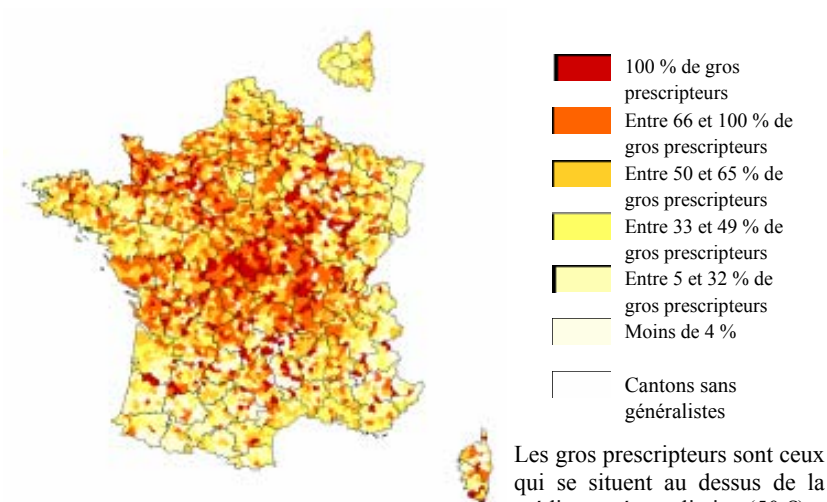 100 % de gros
prescripteurs
Entre 66 et 100 % de
gros prescripteurs
Entre 50 et 65 % de
gros prescripteurs
Entre 33 et 49 % de
gros prescripteurs
Entre 5 et 32 % de
gros prescripteurs
Moins de 4 %
Cantons sans
généralistes
Les gros prescripteurs sont ceux
qui se situent au dessus de la